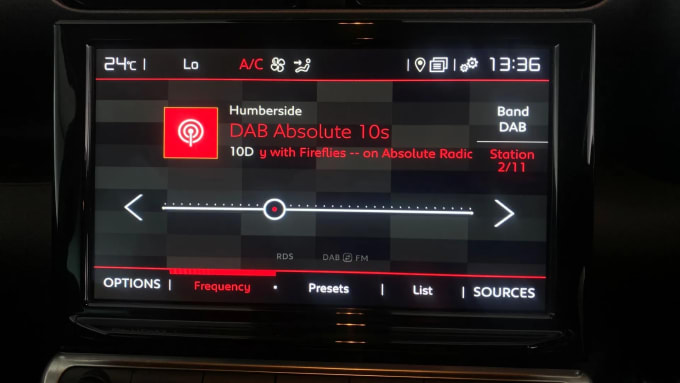 24°C Lo A/C 13:36
Humberside
DAB Absolute 10s
10D y with Fireflies -- on Absolute Radic
Band
DAB
Station
2/11
RDS DAB FM
OPTIONS Frequency Presets List SOURCES